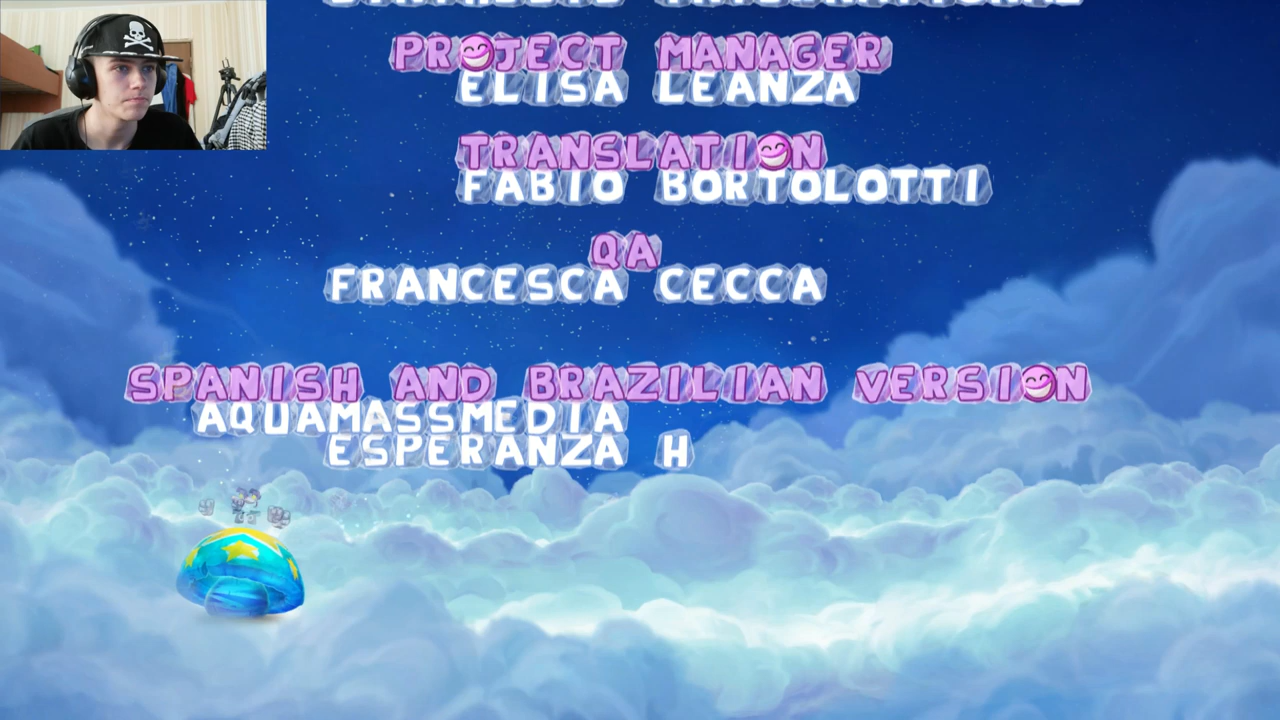 PROJECT MANAGER
ELISA LEANZA
TRANSLATION
FABIO BORTOLOTTI
QA
FRANCESCA CECCA
SPANISH AND BRAZILIAN VERSION
AQUAMASSMEDIA
ESPERANZA H